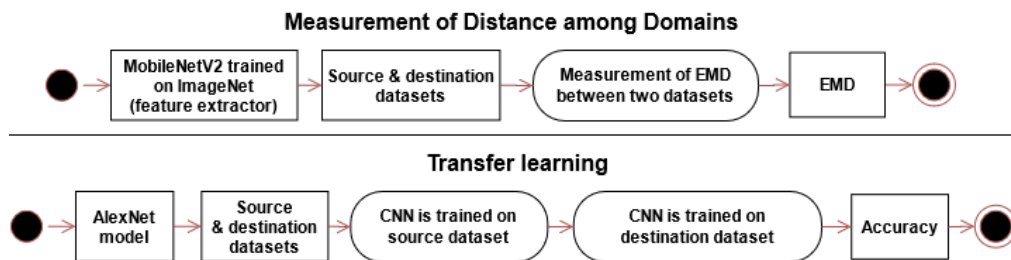 Measurement of Distance among Domains
MobileNetV2 trained
on ImageNet
(feature extractor)
Source & destination
datasets
Measurement of EMD
between two datasets
EMD
Transfer learning
AlexNet
model
Source
& destination
datasets
CNN is trained on
source dataset
CNN is trained on
destination dataset
Accuracy